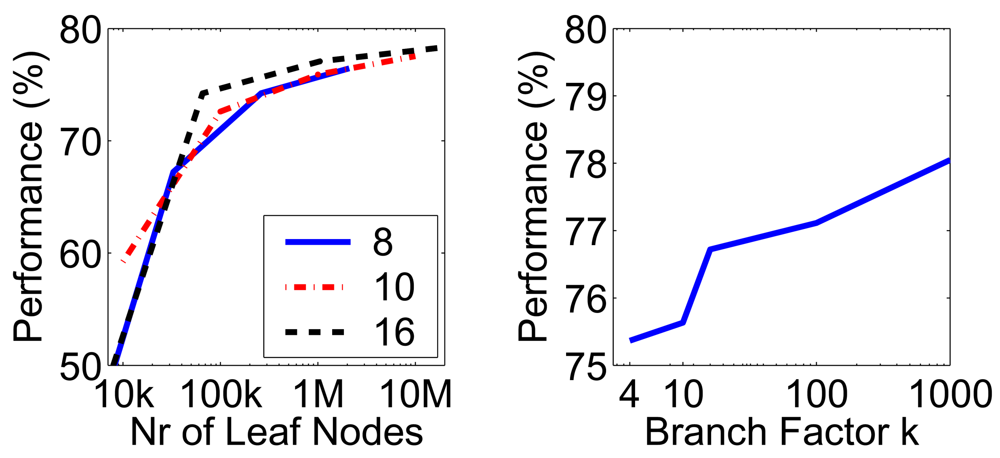 Performance (%)
80
70
60
50
10k 100k 1M 10M
Nr of Leaf Nodes
8
10
16
Performance (%)
80
79
78
77
76
75
4 10 100 1000
Branch Factor k